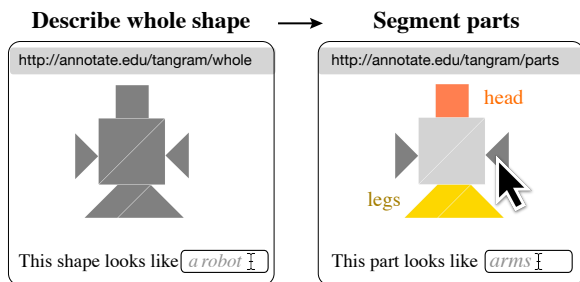 Describe whole shape
Segment parts
http://annotate.edu/tangram/whole
http://annotate.edu/tangram/parts
head
legs
This shape looks like a robot
This part looks like arms